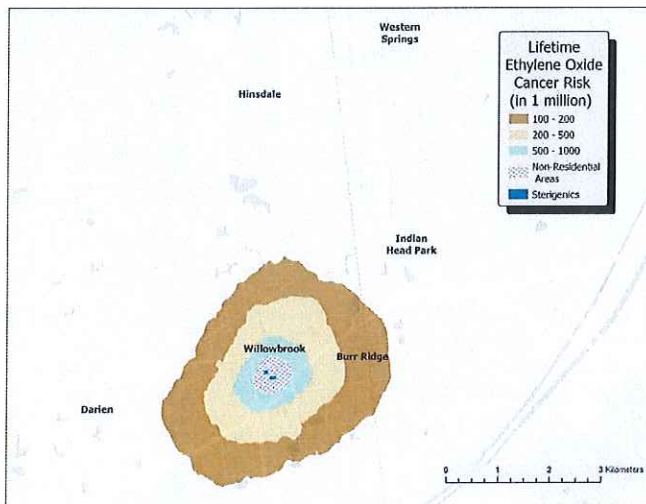 Western
Springs
Hinsdale
Lifetime
Ethylene Oxide
Cancer Risk
(in 1 million)
100 - 200
200 - 500
500 - 1000
Non-Residential
Areas
Sterigenics
Indian
Head Park
Willowbrook
Burr Ridge
Darien
0 1 2 3 Kilometers